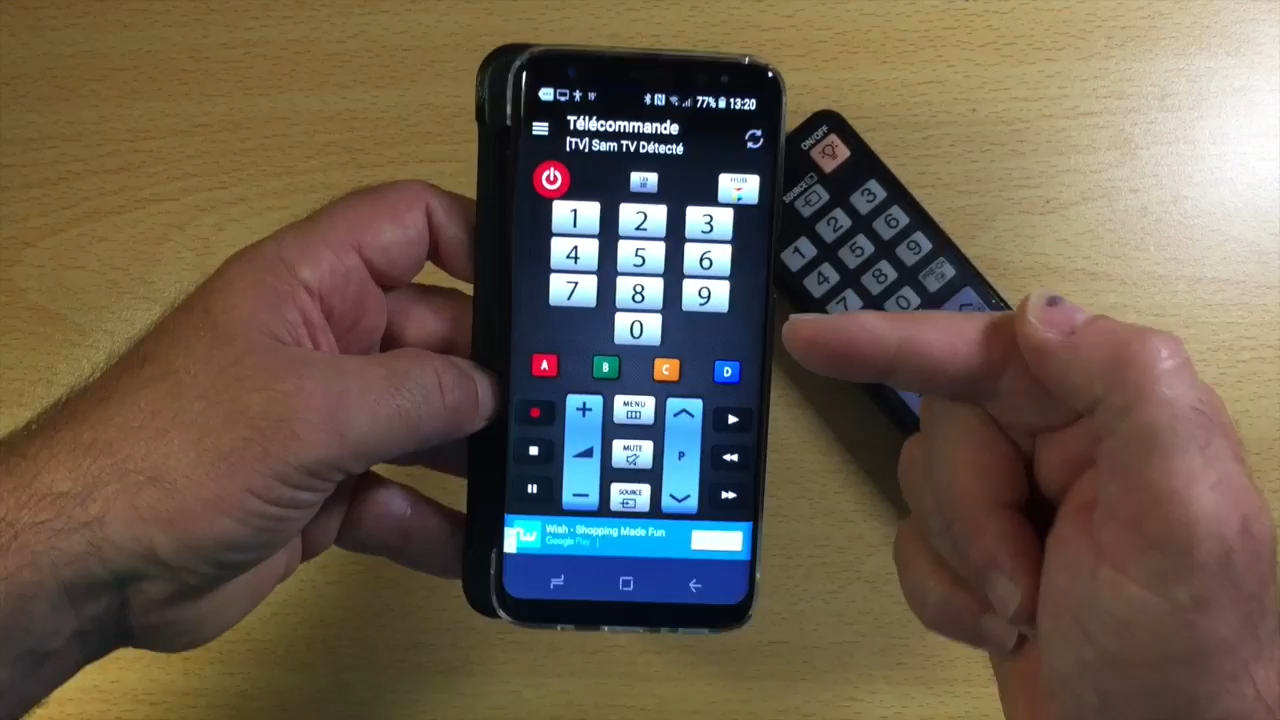 77% 13:20
Télécommande
[TV] Sam TV Détecté
HUB
1 2 3
4 5 6
7 8 9
0
A B C D
MENU
MUTE
P
SOURCE
Wish - Shopping Made Fun
Google Play
ON/OFF
SOURCE
1 2 3
4 5 6
7 8 9
0
PRE-CH